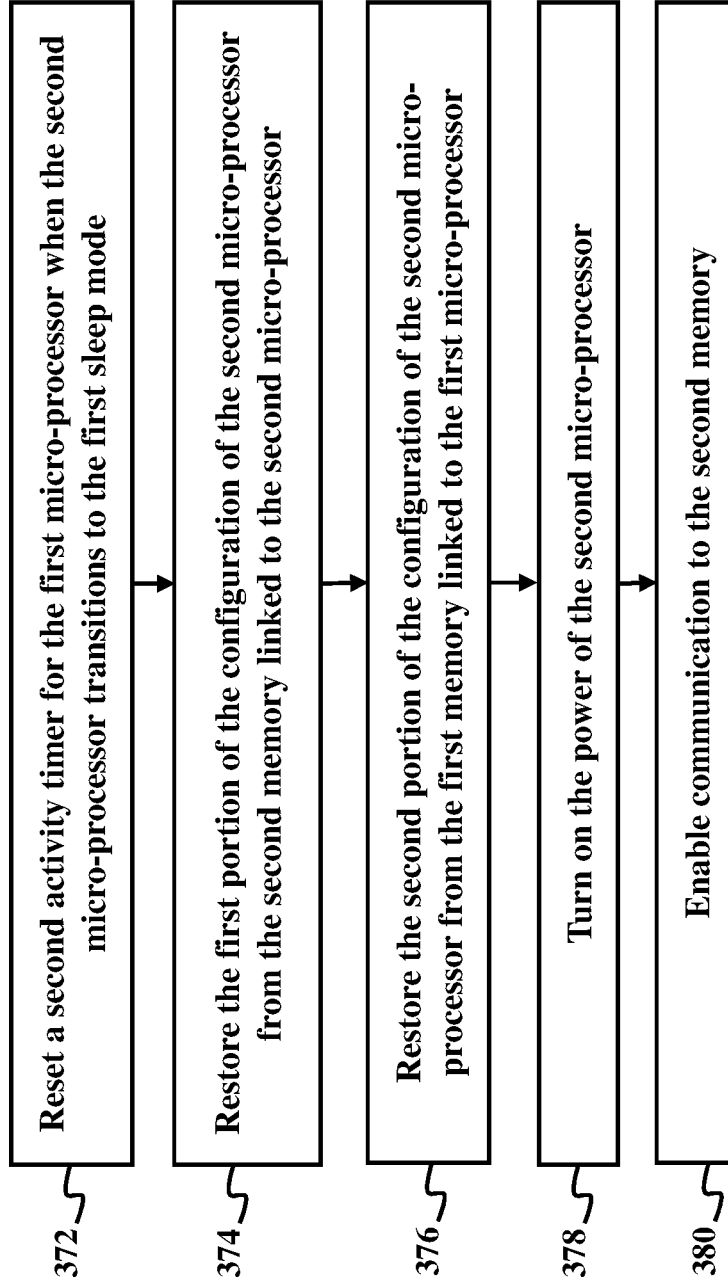 372
Reset a second activity timer for the first micro-processor when the second
micro-processor transitions to the first sleep mode
374
Restore the first portion of the configuration of the second micro-processor
from the second memory linked to the second micro-processor
376
Restore the second portion of the configuration of the second micro-
processor from the first memory linked to the first micro-processor
378
Turn on the power of the second micro-processor
380
Enable communication to the second memory